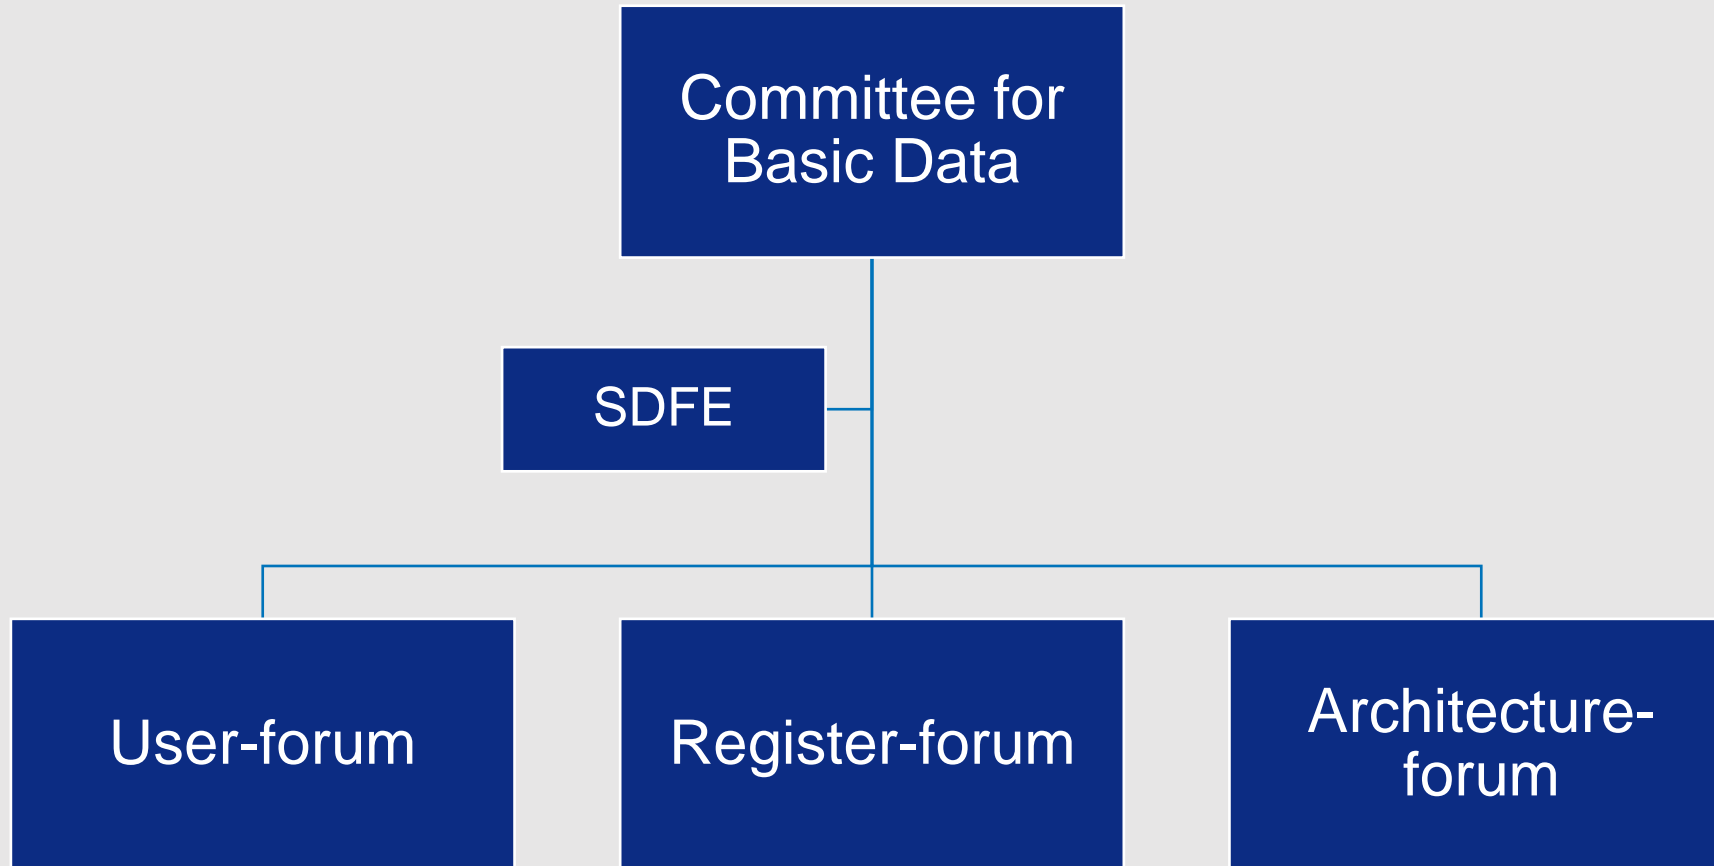 Committee for
Basic Data
SDFE
User-forum
Register-forum
Architecture-
forum